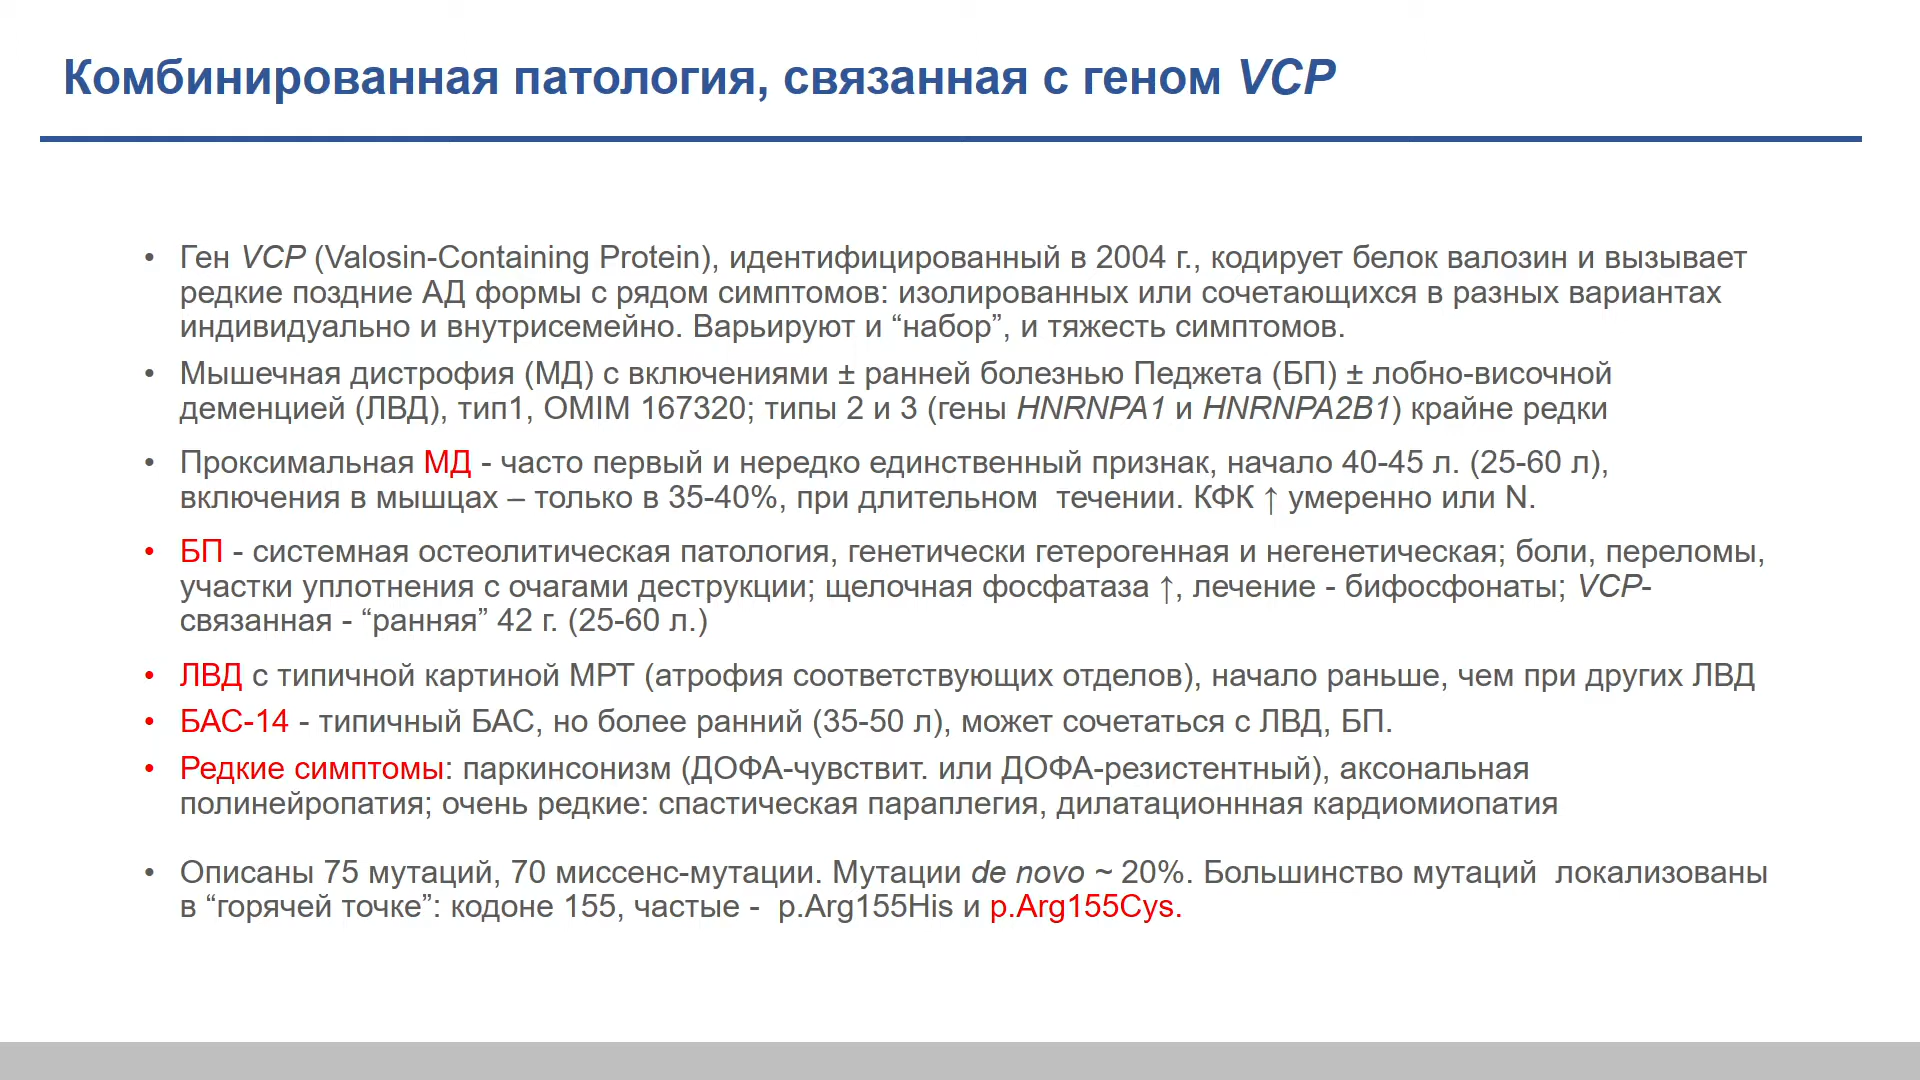 Комбинированная патология, связанная с геном VCP
• Ген VCP (Valosin-Containing Protein), идентифицированный в 2004 г., кодирует белок валозин и вызывает
редкие поздние АД формы с рядом симптомов: изолированных или сочетающихся в разных вариантах
индивидуально и внутрисемейно. Варьируют и “набор”, и тяжесть симптомов.
• Мышечная дистрофия (МД) с включениями ± ранней болезнью Педжета (БП) ± лобно-височной
деменцией (ЛВД), тип1, OMIM 167320; типы 2 и 3 (гены HNRNPA1 и HNRNPA2B1) крайне редки
• Проксимальная МД - часто первый и нередко единственный признак, начало 40-45 л. (25-60 л),
включения в мышцах – только в 35-40%, при длительном  течении. КФК ↑ умеренно или N.
• БП - системная остеолитическая патология, генетически гетерогенная и негенетическая; боли, переломы,
участки уплотнения с очагами деструкции; щелочная фосфатаза ↑, лечение - бифосфонаты; VCP-
связанная - “ранняя” 42 г. (25-60 л.)
• ЛВД с типичной картиной МРТ (атрофия соответствующих отделов), начало раньше, чем при других ЛВД
• БАС-14 - типичный БАС, но более ранний (35-50 л), может сочетаться с ЛВД, БП.
• Редкие симптомы: паркинсонизм (ДОФА-чувствит. или ДОФА-резистентный), аксональная
полинейропатия; очень редкие: спастическая параплегия, дилатационнная кардиомиопатия
• Описаны 75 мутаций, 70 миссенс-мутации. Мутации de novo ~ 20%. Большинство мутаций  локализованы
в “горячей точке”: кодоне 155, частые -  p.Arg155His и p.Arg155Cys.